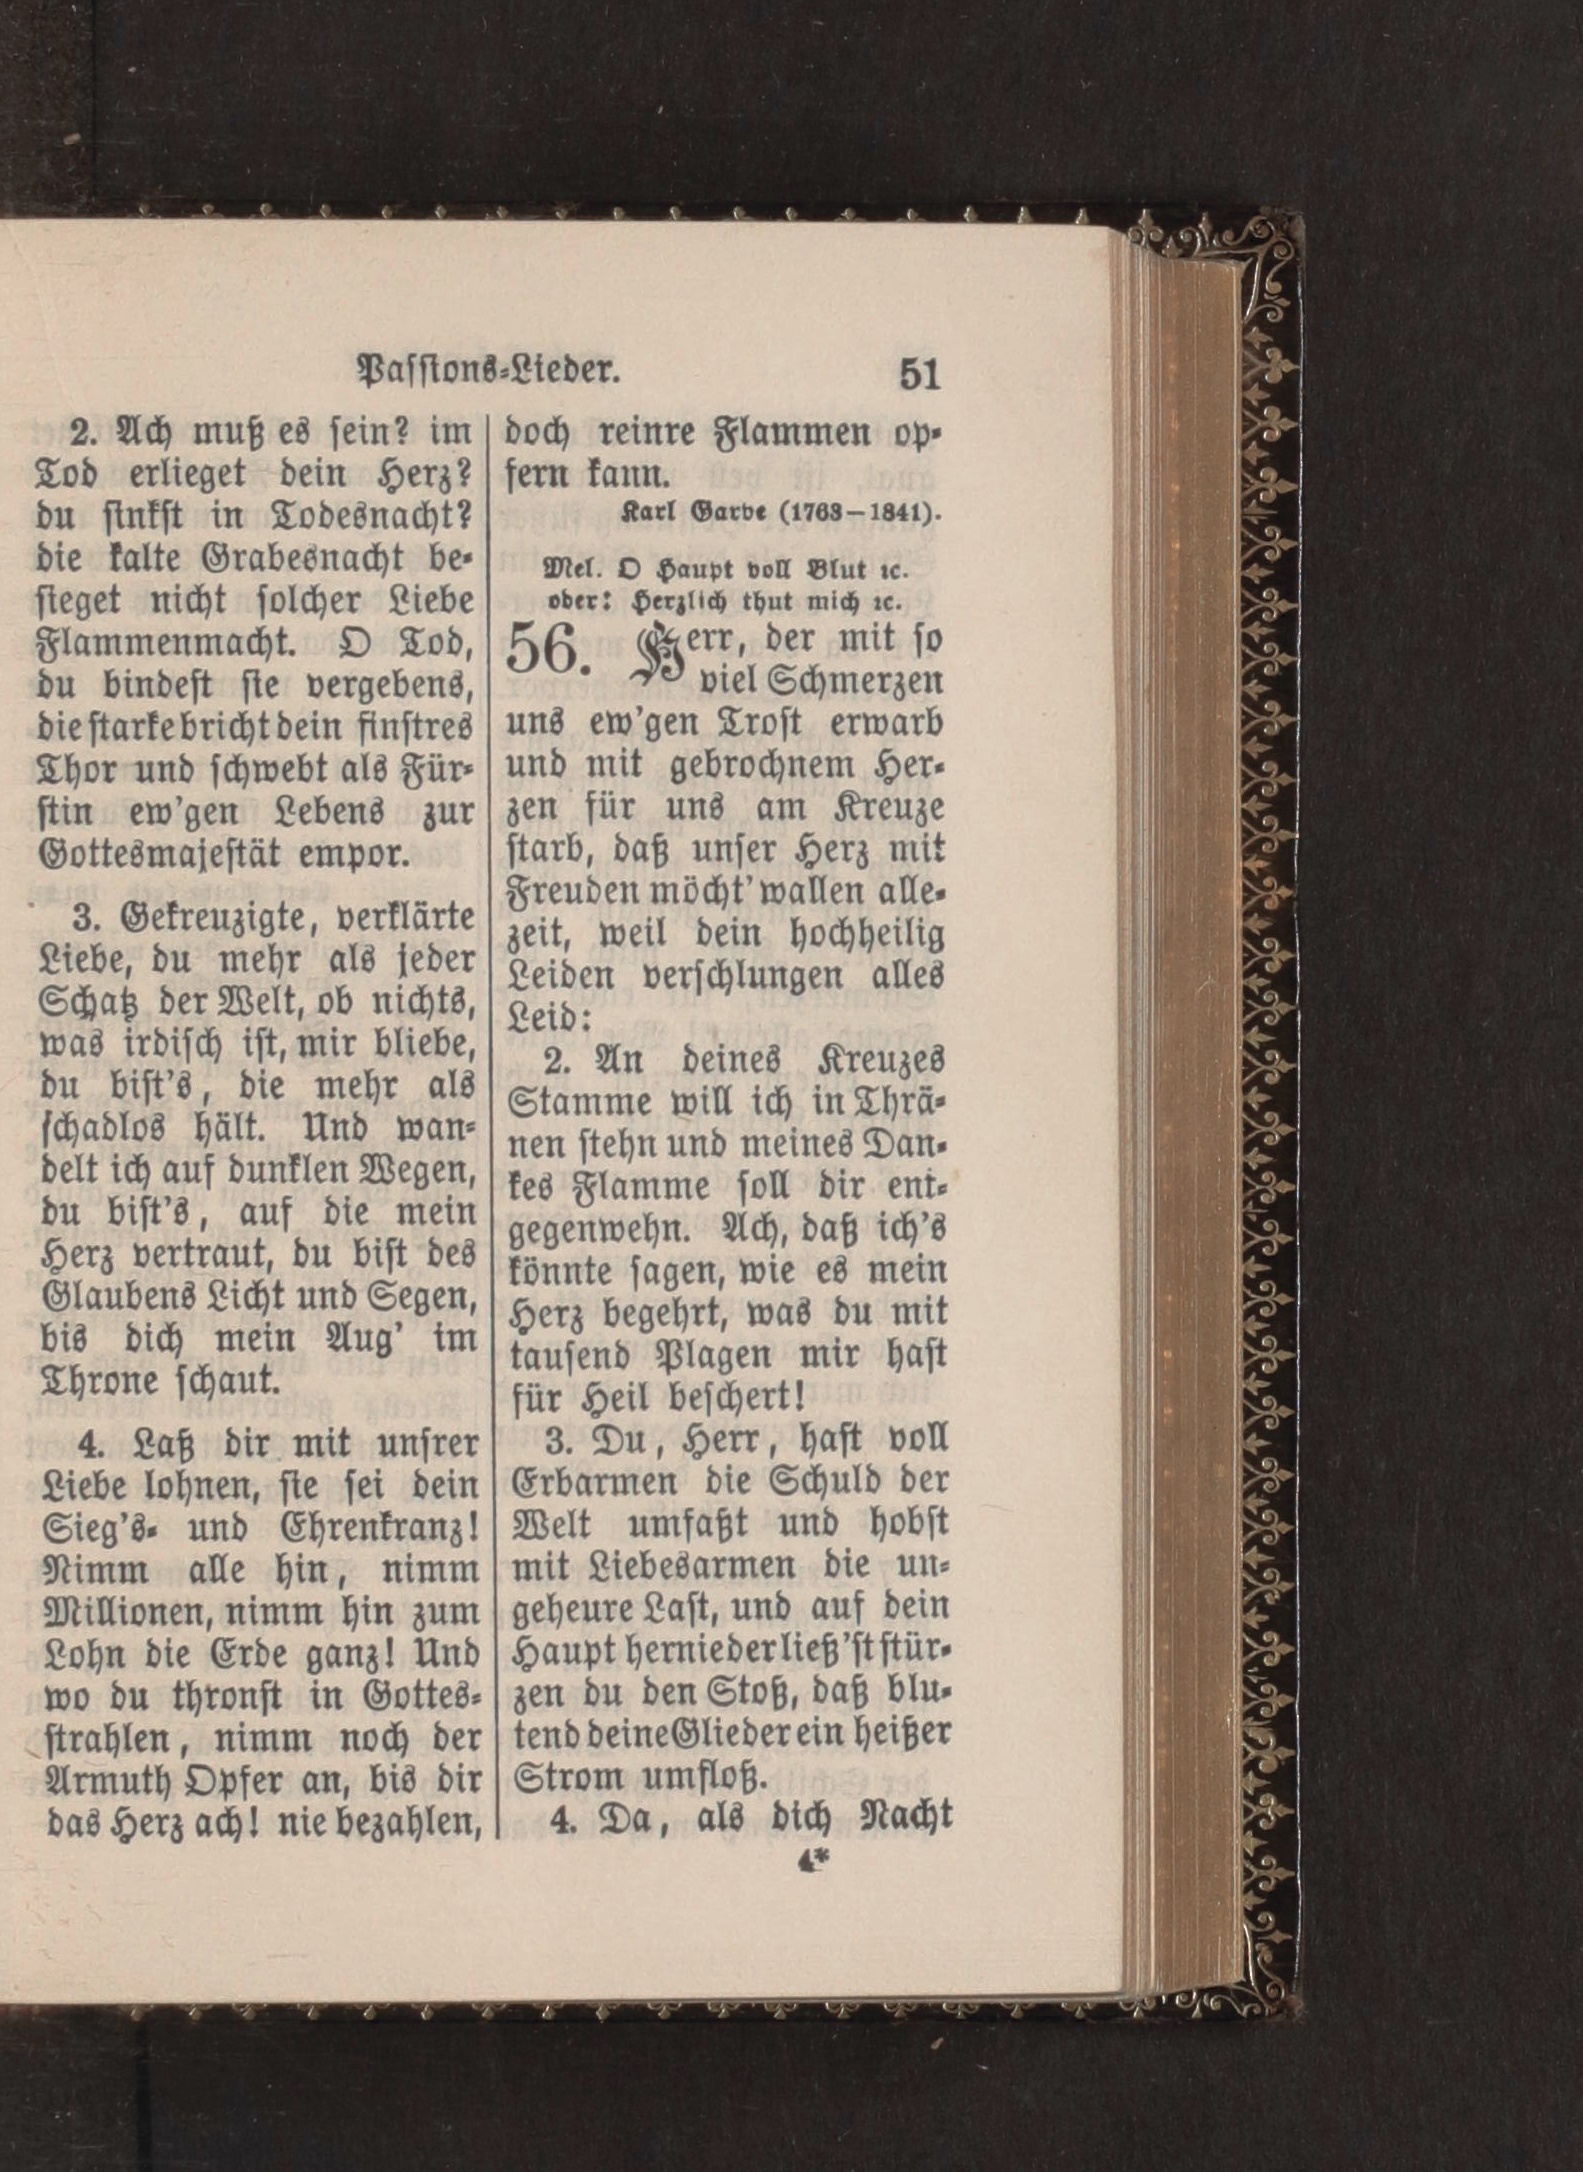 Passions-Lieder. 51
2. Ach muß es sein? im
Tod erlieget dein Herz?
du sinkst in Todesnacht?
die kalte Grabesnacht be-
sieget nicht solcher Liebe
Flammenmacht. O Tod,
du bindest sie vergebens,
die starke bricht dein finstres
Thor und schwebt als Für-
stin ew'gen Lebens zur
Gottesmajestät empor.
3. Gekreuzigte, verklärte
Liebe, du mehr als jeder
Schatz der Welt, ob nichts,
was irdisch ist, mir bliebe,
du bist's, die mehr als
schadlos hält. Und wan-
delt ich auf dunklen Wegen,
du bist's, auf die mein
Herz vertraut, du bist des
Glaubens Licht und Segen,
bis dich mein Aug' im
Throne schaut.
4. Laß dir mit unsrer
Liebe lohnen, sie sei dein
Sieg's- und Ehrenkranz!
Nimm alle hin, nimm
Millionen, nimm hin zum
Lohn die Erde ganz! Und
wo du thronst in Gottes-
strahlen, nimm noch der
Armuth Opfer an, bis dir
das Herz ach! nie bezahlen,
doch reinre Flammen op-
fern kann.
Karl Garve (1763–1841).
Mel. O Haupt voll Blut ꝛc.
oder: Herzlich thut mich ꝛc.
56. Herr, der mit so
viel Schmerzen
uns ew'gen Trost erwarb
und mit gebrochnem Her-
zen für uns am Kreuze
starb, daß unser Herz mit
Freuden möcht' wallen alle-
zeit, weil dein hochheilig
Leiden verschlungen alles
Leid:
2. An deines Kreuzes
Stamme will ich in Thrä-
nen stehn und meines Dan-
kes Flamme soll dir ent-
gegenwehn. Ach, daß ich's
könnte sagen, wie es mein
Herz begehrt, was du mit
tausend Plagen mir hast
für Heil beschert!
3. Du, Herr, hast voll
Erbarmen die Schuld der
Welt umfaßt und hobst
mit Liebesarmen die un-
geheure Last, und auf dein
Haupt hernieder ließ'st stür-
zen du den Stoß, daß blu-
tend deine Glieder ein heißer
Strom umfloß.
4. Da, als dich Nacht
4*